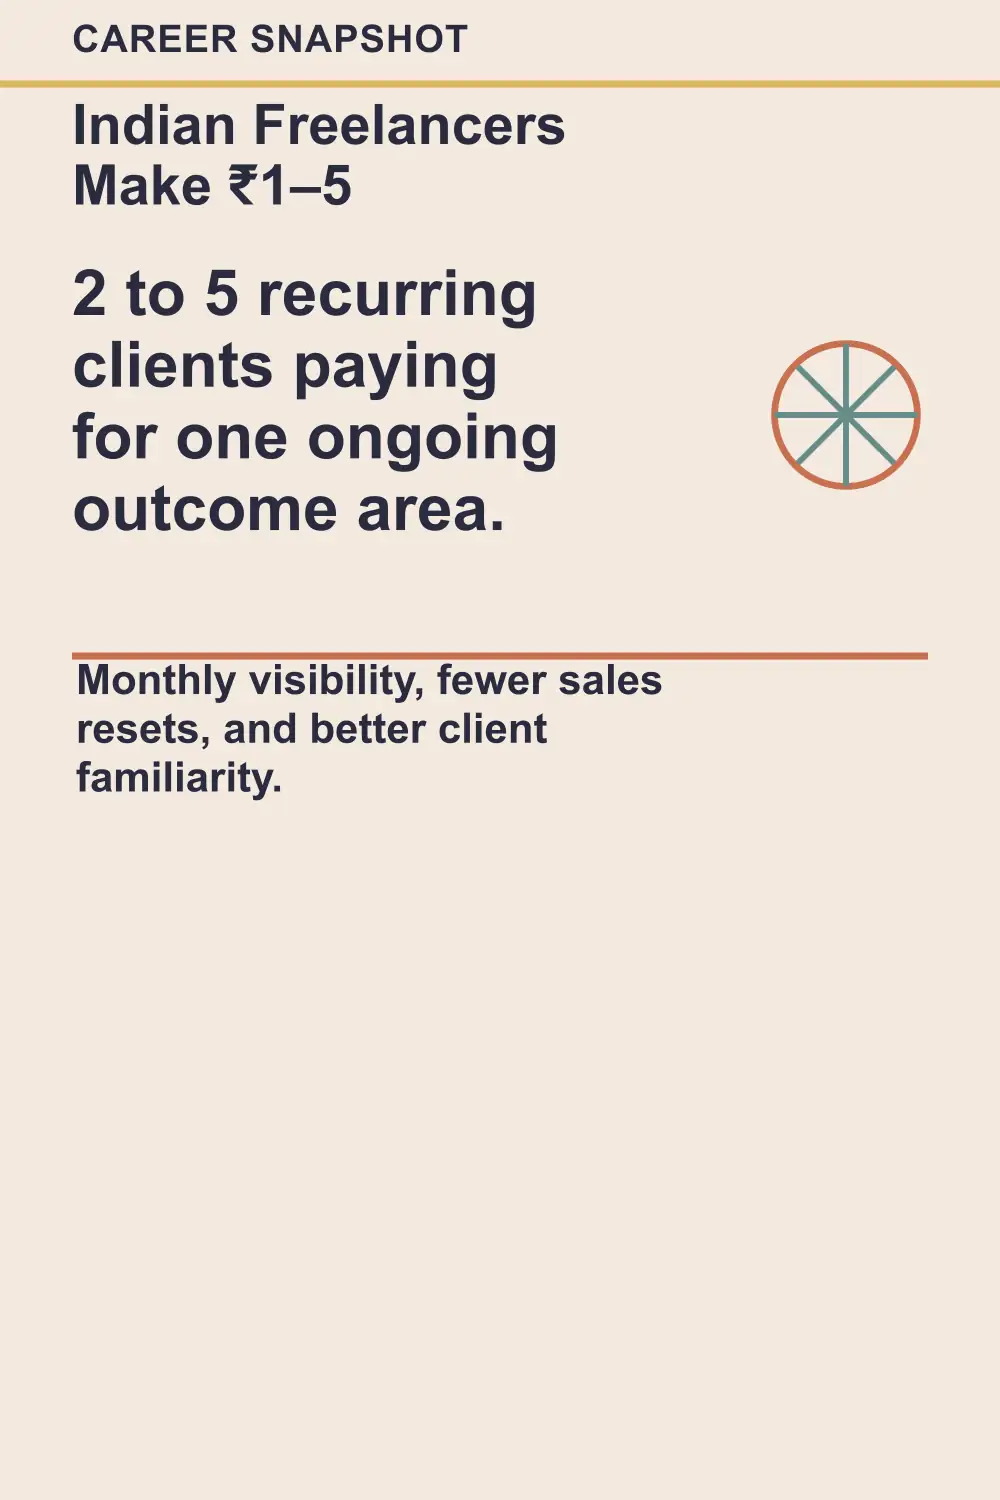 CAREER SNAPSHOT
Indian Freelancers
Make ₹1–5
2 to 5 recurring
clients paying
for one ongoing
outcome area.
Monthly visibility, fewer sales
resets, and better client
familiarity.